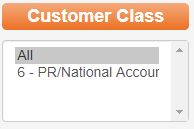 Customer Class
All
6 - PR/National Accour